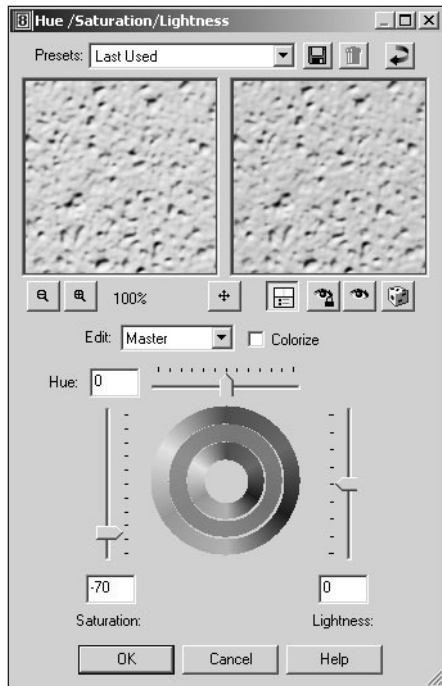 Hue /Saturation/Lightness
Presets: Last Used
100%
Edit: Master Colorize
Hue: 0
-70 0
Saturation: Lightness:
OK Cancel Help